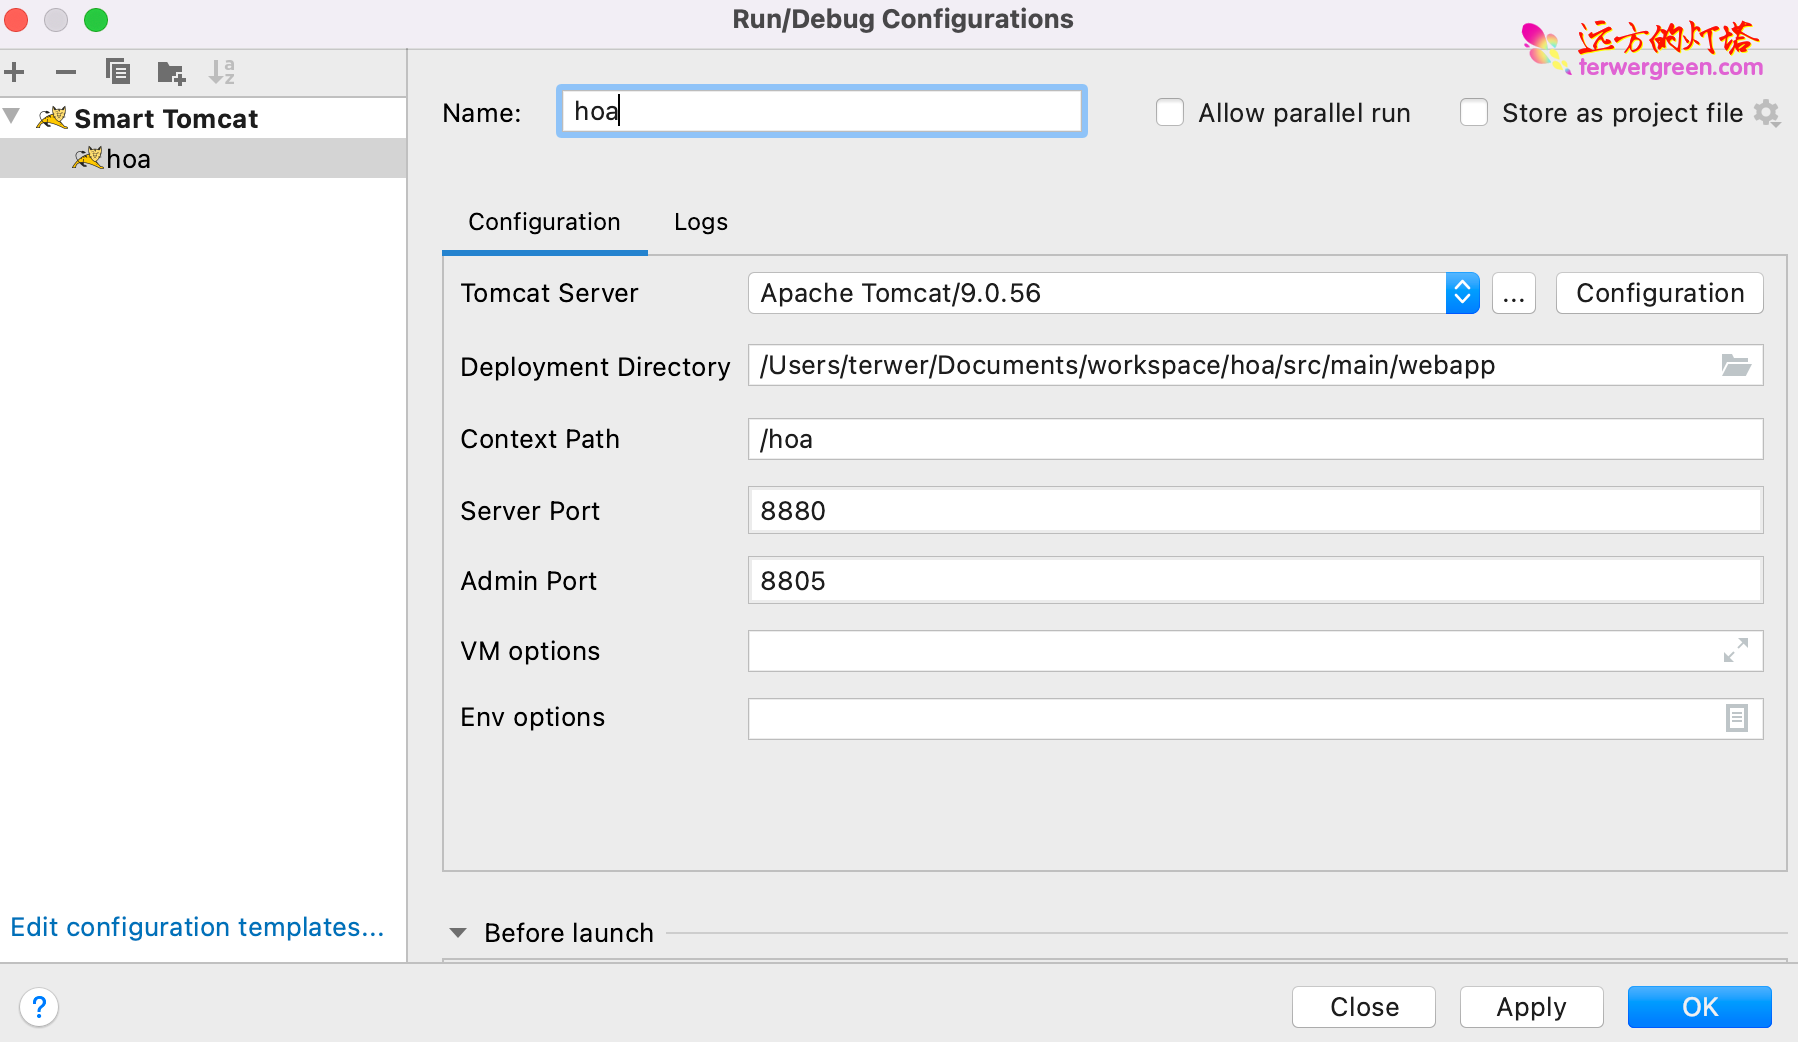 Run/Debug Configurations
远方的灯塔
terwergreen.com
Smart Tomcat
hoa
Name: hoa
Allow parallel run
Store as project file
Configuration
Logs
Tomcat Server Apache Tomcat/9.0.56 ... Configuration
Deployment Directory /Users/terwer/Documents/workspace/hoa/src/main/webapp
Context Path /hoa
Server Port 8880
Admin Port 8805
VM options
Env options
Edit configuration templates...
Before launch
?
Close
Apply
OK